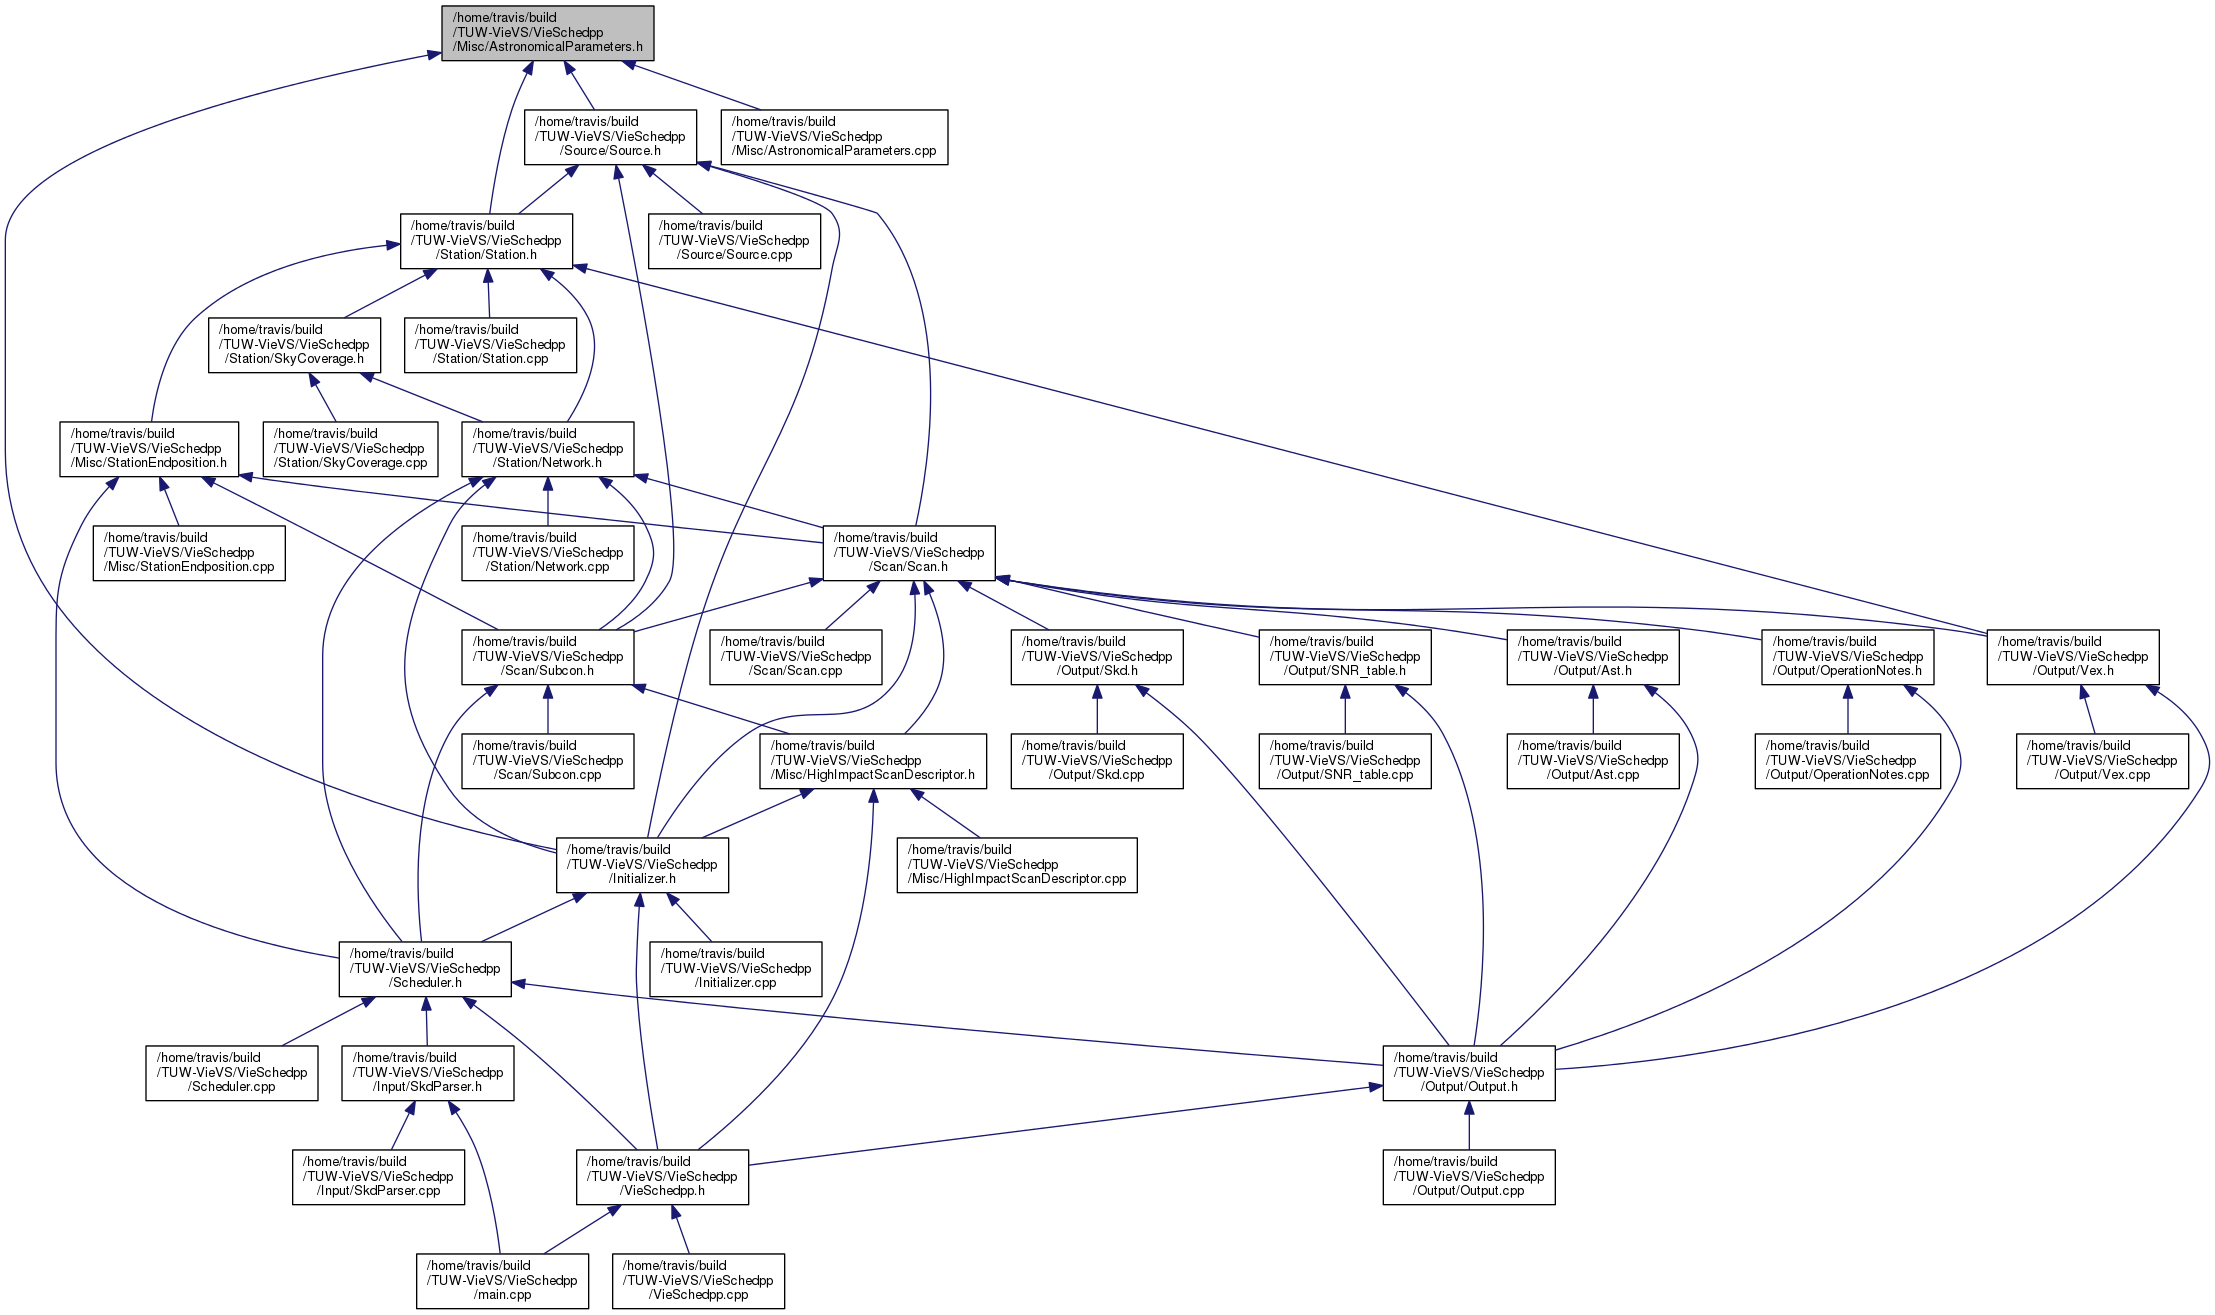 /home/travis/build
/TUW-VieVS/VieSchedpp
/Misc/AstronomicalParameters.h
/home/travis/build
/TUW-VieVS/VieSchedpp
/Source/Source.h
/home/travis/build
/TUW-VieVS/VieSchedpp
/Misc/AstronomicalParameters.cpp
/home/travis/build
/TUW-VieVS/VieSchedpp
/Station/Station.h
/home/travis/build
/TUW-VieVS/VieSchedpp
/Source/Source.cpp
/home/travis/build
/TUW-VieVS/VieSchedpp
/Station/SkyCoverage.h
/home/travis/build
/TUW-VieVS/VieSchedpp
/Station/Station.cpp
/home/travis/build
/TUW-VieVS/VieSchedpp
/Misc/StationEndposition.h
/home/travis/build
/TUW-VieVS/VieSchedpp
/Station/SkyCoverage.cpp
/home/travis/build
/TUW-VieVS/VieSchedpp
/Station/Network.h
/home/travis/build
/TUW-VieVS/VieSchedpp
/Misc/StationEndposition.cpp
/home/travis/build
/TUW-VieVS/VieSchedpp
/Station/Network.cpp
/home/travis/build
/TUW-VieVS/VieSchedpp
/Scan/Scan.h
/home/travis/build
/TUW-VieVS/VieSchedpp
/Scan/Subcon.h
/home/travis/build
/TUW-VieVS/VieSchedpp
/Scan/Scan.cpp
/home/travis/build
/TUW-VieVS/VieSchedpp
/Output/Skd.h
/home/travis/build
/TUW-VieVS/VieSchedpp
/Output/SNR_table.h
/home/travis/build
/TUW-VieVS/VieSchedpp
/Output/Ast.h
/home/travis/build
/TUW-VieVS/VieSchedpp
/Output/OperationNotes.h
/home/travis/build
/TUW-VieVS/VieSchedpp
/Output/Vex.h
/home/travis/build
/TUW-VieVS/VieSchedpp
/Scan/Subcon.cpp
/home/travis/build
/TUW-VieVS/VieSchedpp
/Misc/HighImpactScanDescriptor.h
/home/travis/build
/TUW-VieVS/VieSchedpp
/Output/Skd.cpp
/home/travis/build
/TUW-VieVS/VieSchedpp
/Output/SNR_table.cpp
/home/travis/build
/TUW-VieVS/VieSchedpp
/Output/Ast.cpp
/home/travis/build
/TUW-VieVS/VieSchedpp
/Output/OperationNotes.cpp
/home/travis/build
/TUW-VieVS/VieSchedpp
/Output/Vex.cpp
/home/travis/build
/TUW-VieVS/VieSchedpp
/Initializer.h
/home/travis/build
/TUW-VieVS/VieSchedpp
/Misc/HighImpactScanDescriptor.cpp
/home/travis/build
/TUW-VieVS/VieSchedpp
/Scheduler.h
/home/travis/build
/TUW-VieVS/VieSchedpp
/Initializer.cpp
/home/travis/build
/TUW-VieVS/VieSchedpp
/Scheduler.cpp
/home/travis/build
/TUW-VieVS/VieSchedpp
/Input/SkdParser.h
/home/travis/build
/TUW-VieVS/VieSchedpp
/Output/Output.h
/home/travis/build
/TUW-VieVS/VieSchedpp
/Input/SkdParser.cpp
/home/travis/build
/TUW-VieVS/VieSchedpp
/VieSchedpp.h
/home/travis/build
/TUW-VieVS/VieSchedpp
/Output/Output.cpp
/home/travis/build
/TUW-VieVS/VieSchedpp
/main.cpp
/home/travis/build
/TUW-VieVS/VieSchedpp
/VieSchedpp.cpp